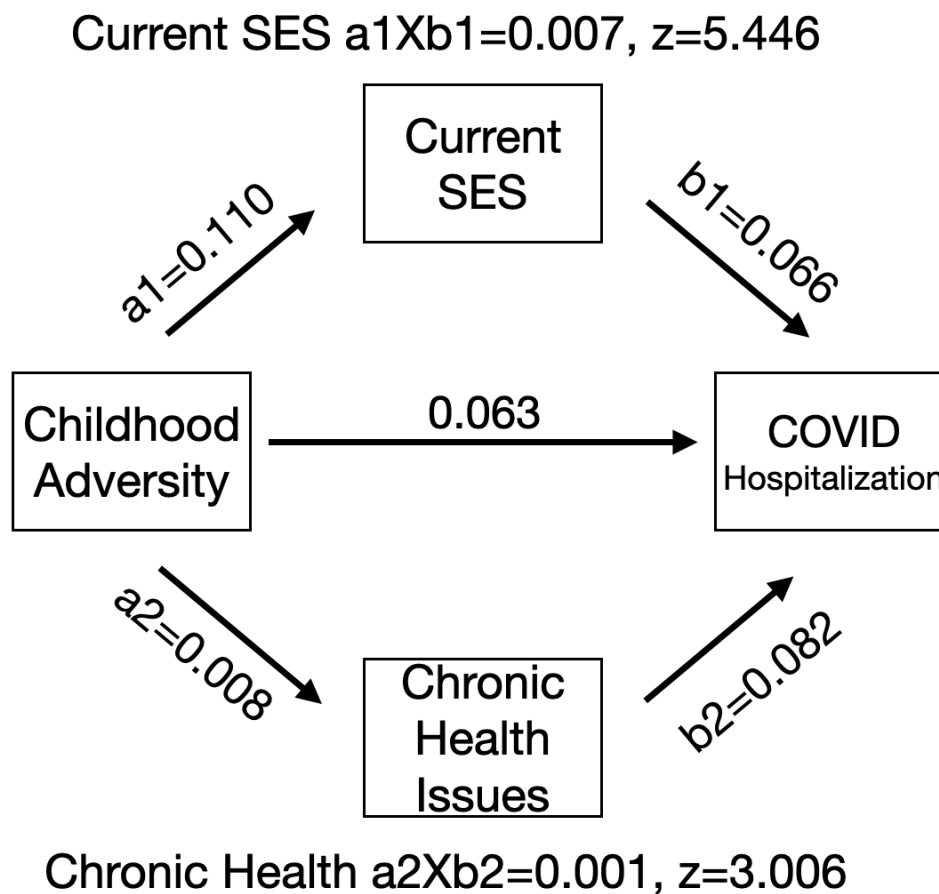 Current SES a1Xb1=0.007, z=5.446
Current
SES
a1=0.110
b1=0.066
Childhood
Adversity
0.063
COVID
Hospitalization
a2=0.008
Chronic
Health
Issues
b2=0.082
Chronic Health a2Xb2=0.001, z=3.006